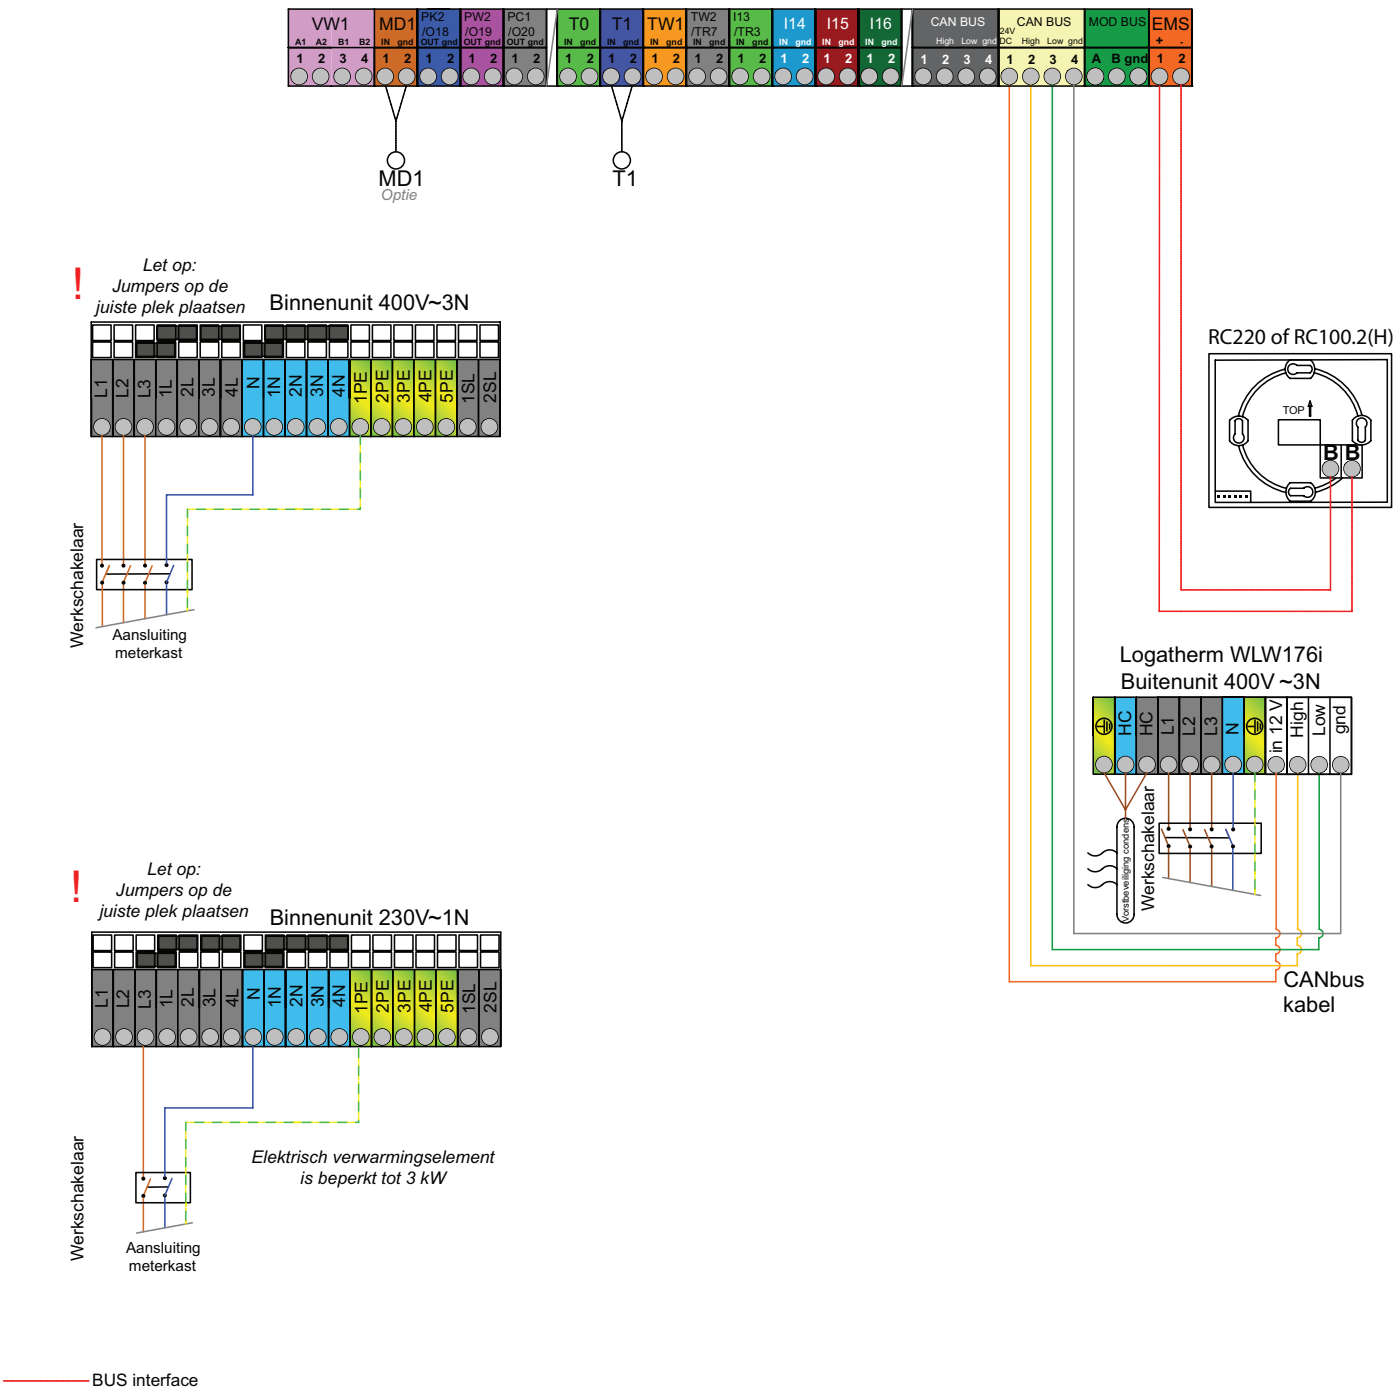 VW1 MD1 PK2 PW2 PC1 T0 T1 TW1 TW2 I13 I14 I15 I16 CAN BUS CAN BUS MOD BUS EMS
/O18 /O19 /O20 /TR7 /TR3
A1 A2 B1 B2 IN gnd OUT gnd OUT gnd OUT gnd IN gnd IN gnd IN gnd IN gnd IN gnd IN gnd IN gnd IN gnd High Low gnd 24V DC High Low gnd + -
1 2 3 4 1 2 1 2 1 2 1 2 1 2 1 2 1 2 1 2 1 2 1 2 1 2 1 2 1 2 3 4 1 2 3 4 A B gnd 1 2
MD1
Optie
T1
!
Let op:
Jumpers op de
juiste plek plaatsen
Binnenunit 400V~3N
L1 L2 L3 1L 2L 3L 4L N 1N 2N 3N 4N 1PE 2PE 3PE 4PE 5PE 1SL 2SL
Werkschakelaar
Aansluiting
meterkast
RC220 of RC100.2(H)
TOP
B B
Logatherm WLW176i
Buitenunit 400V ~3N
HC HC L1 L2 L3 N in 12 V High Low gnd
Vorstbeveiliging condens
Werkschakelaar
CANbus
kabel
!
Let op:
Jumpers op de
juiste plek plaatsen
Binnenunit 230V~1N
L1 L2 L3 1L 2L 3L 4L N 1N 2N 3N 4N 1PE 2PE 3PE 4PE 5PE 1SL 2SL
Werkschakelaar
Elektrisch verwarmingselement
is beperkt tot 3 kW
Aansluiting
meterkast
BUS interface